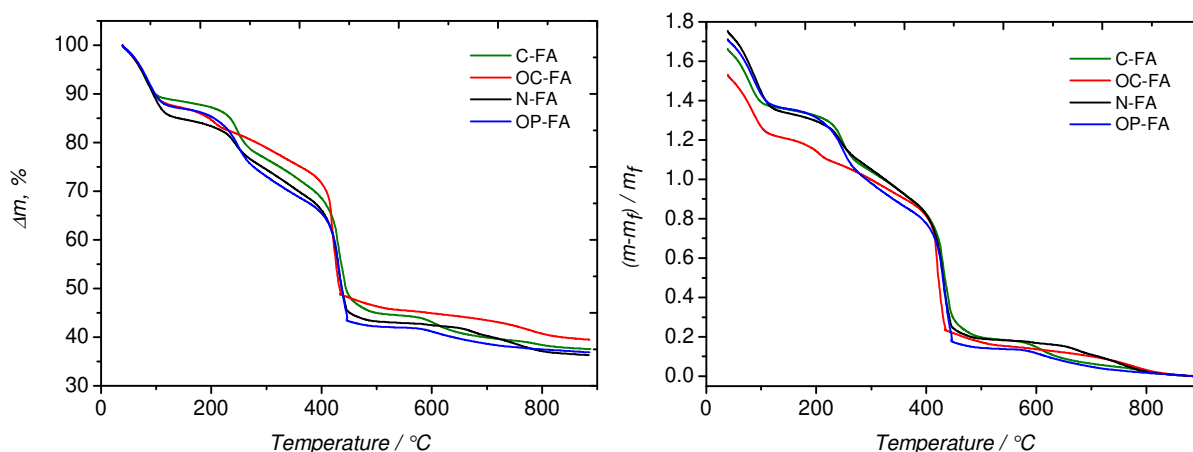 100
90
80
70
60
50
40
30
0
200
400
600
800
Δm, %
Temperature / °C
C-FA
OC-FA
N-FA
OP-FA
1.8
1.6
1.4
1.2
1.0
0.8
0.6
0.4
0.2
0.0
0
200
400
600
800
(m-mf) / mf
Temperature / °C
C-FA
OC-FA
N-FA
OP-FA